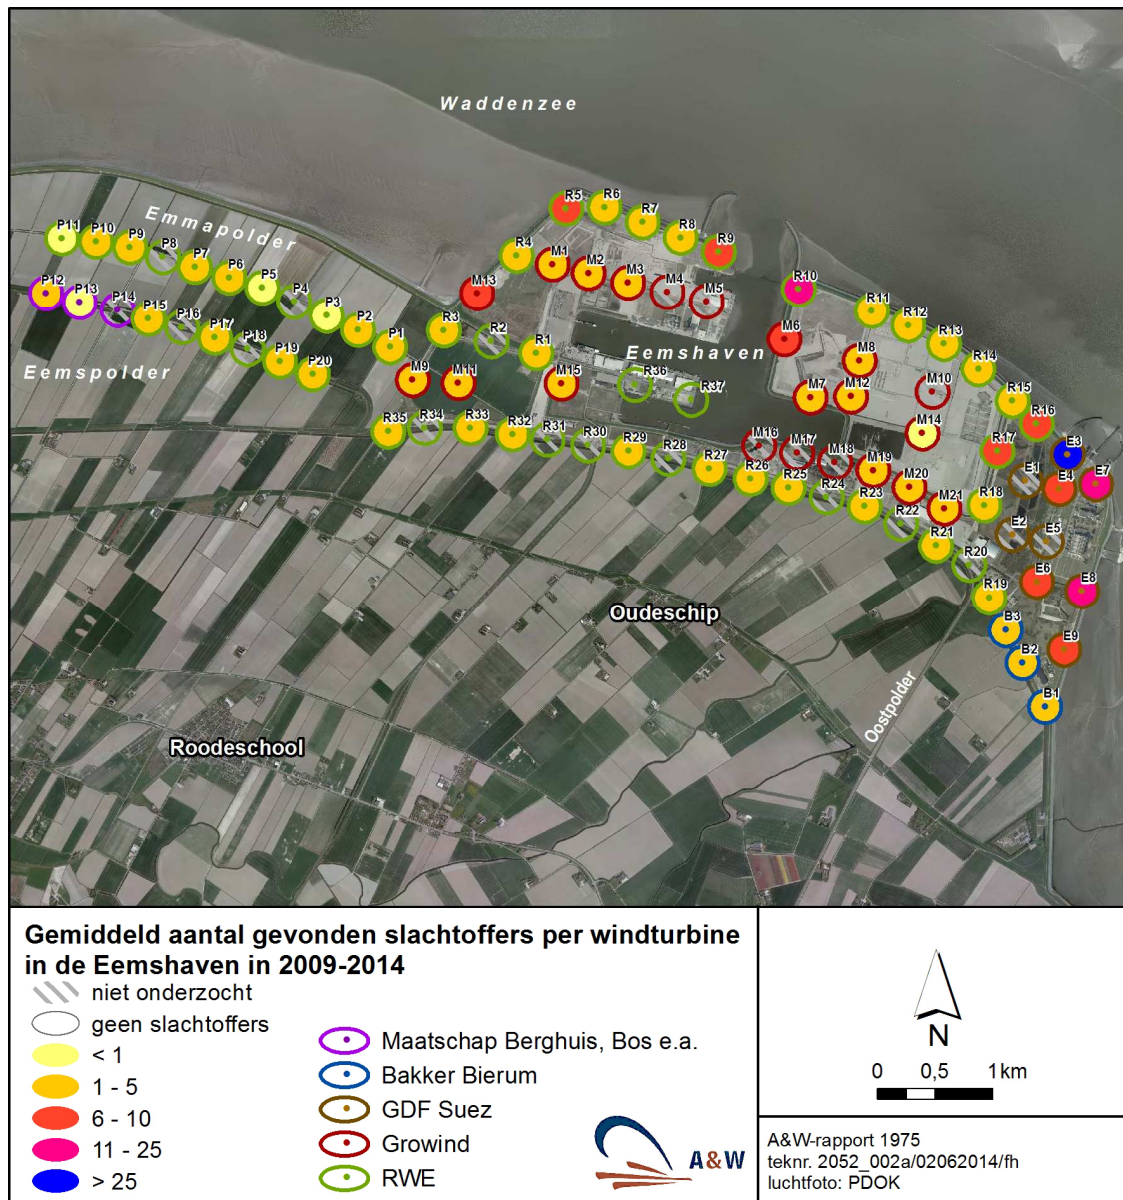 Waddenzee
R5
R6
R7
R8
R9
P11
P10
P9
P8
Emmapolder
P7
P6
P5
P4
P3
P2
P1
R4
M1
M2
M3
M4
M5
M13
R10
R11
R12
R13
R14
R15
R16
P12
P13
P14
P15
P16
P17
P18
P19
P20
R3
R2
R1
Eemshaven
M6
M8
Eemspolder
M9
M11
M15
R36
R37
M7
M12
M10
M14
R17
E3
R35
R34
R33
R32
R31
R30
R29
R28
R27
R26
R25
R24
R23
R22
R21
R20
R19
M16
M17
M18
M19
M20
M21
R18
E1
E4
E7
E2
E5
E6
E8
E9
B3
B2
B1
Oudeschip
Oostpolder
Roodeschool
Gemiddeld aantal gevonden slachtoffers per windturbine
in de Eemshaven in 2009-2014
niet onderzocht
geen slachtoffers
< 1
1 - 5
6 - 10
11 - 25
> 25
Maatschap Berghuis, Bos e.a.
Bakker Bierum
GDF Suez
Growind
RWE
A&W
N
0 0,5 1 km
A&W-rapport 1975
teknr. 2052_002a/02062014/fh
luchtfoto: PDOK